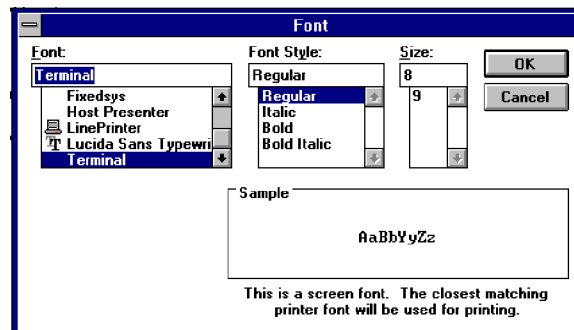 Font
Font:
Terminal
Fixedsys
Host Presenter
LinePrinter
Lucida Sans Typewri
Terminal
Font Style:
Regular
Regular
Italic
Bold
Bold Italic
Size:
8
9
OK
Cancel
Sample
AaBbYyZz
This is a screen font. The closest matching
printer font will be used for printing.